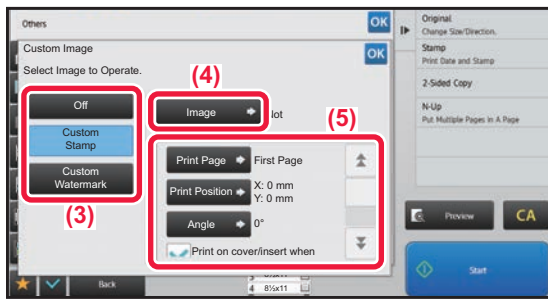 Others
OK
Custom Image
OK
Select Image to Operate.
(4)
Off
Image
lot
(5)
Custom
Stamp
Print Page
First Page
Custom
Watermark
Print Position
X: 0 mm
Y: 0 mm
(3)
Angle
0°
Print on cover/insert when
Back
4 8½x11
Original
Change Size/Direction.
Stamp
Print Date and Stamp
2-Sided Copy
N-Up
Put Multiple Pages in A Page
Preview
CA
Start